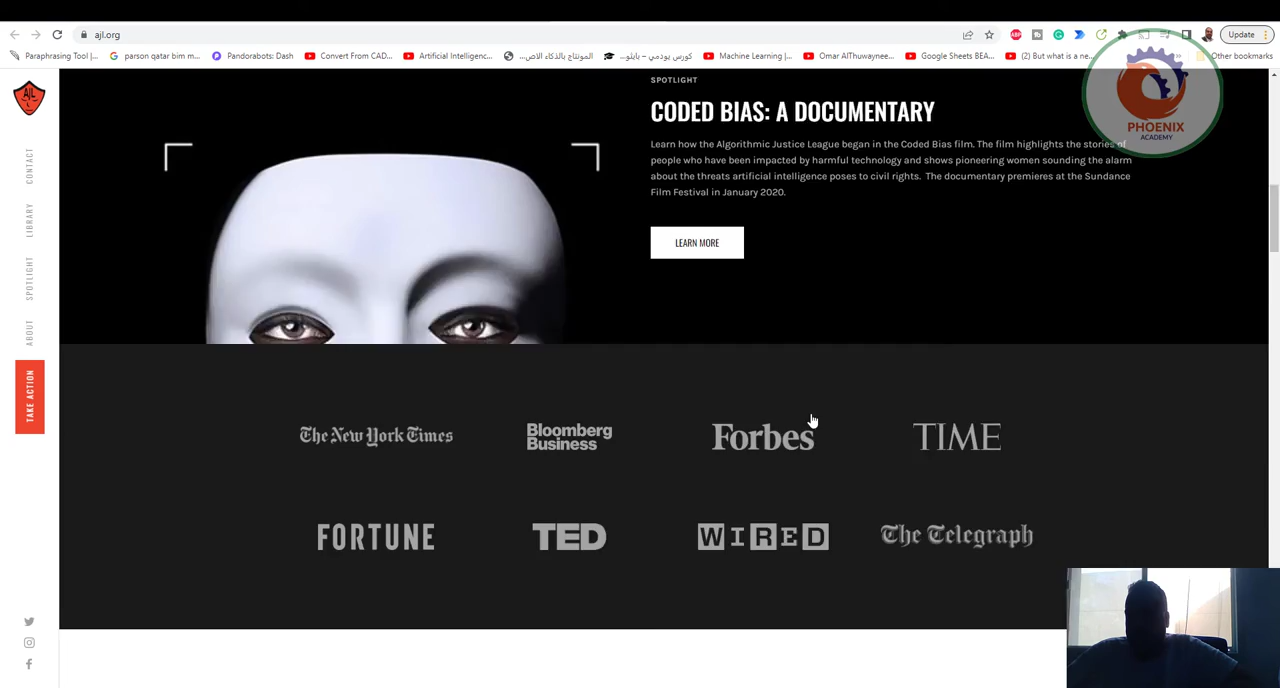 ajl.org
Update
Paraphrasing Tool |...
parson qatar bim m...
Pandorabots: Dash
Convert From CAD...
Artificial Intelligenc...
المونتاج بالذكاء الاص...
كورس يودمي – بايثو...
Machine Learning |...
Omar AlThuwaynee...
Google Sheets BEA...
(2) But what is a ne...
Other bookmarks
AJL
CONTACT
LIBRARY
SPOTLIGHT
ABOUT
TAKE ACTION
SPOTLIGHT
CODED BIAS: A DOCUMENTARY
Learn how the Algorithmic Justice League began in the Coded Bias film. The film highlights the stories of
people who have been impacted by harmful technology and shows pioneering women sounding the alarm
about the threats artificial intelligence poses to civil rights. The documentary premieres at the Sundance
Film Festival in January 2020.
LEARN MORE
PHOENIX
ACADEMY
The New York Times
Bloomberg
Business
Forbes
TIME
FORTUNE
TED
WIRED
The Telegraph